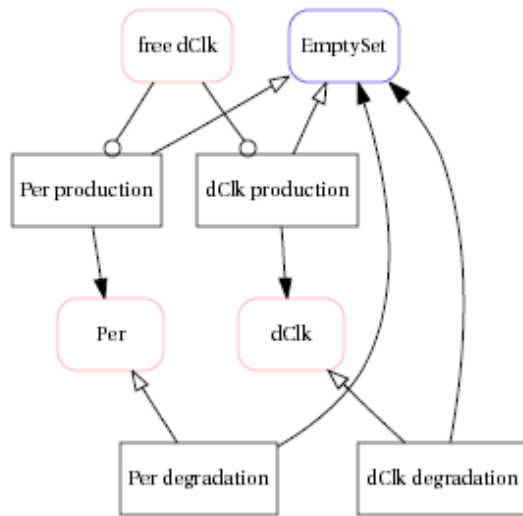 free dClk
EmptySet
Per production
dClk production
Per
dClk
Per degradation
dClk degradation